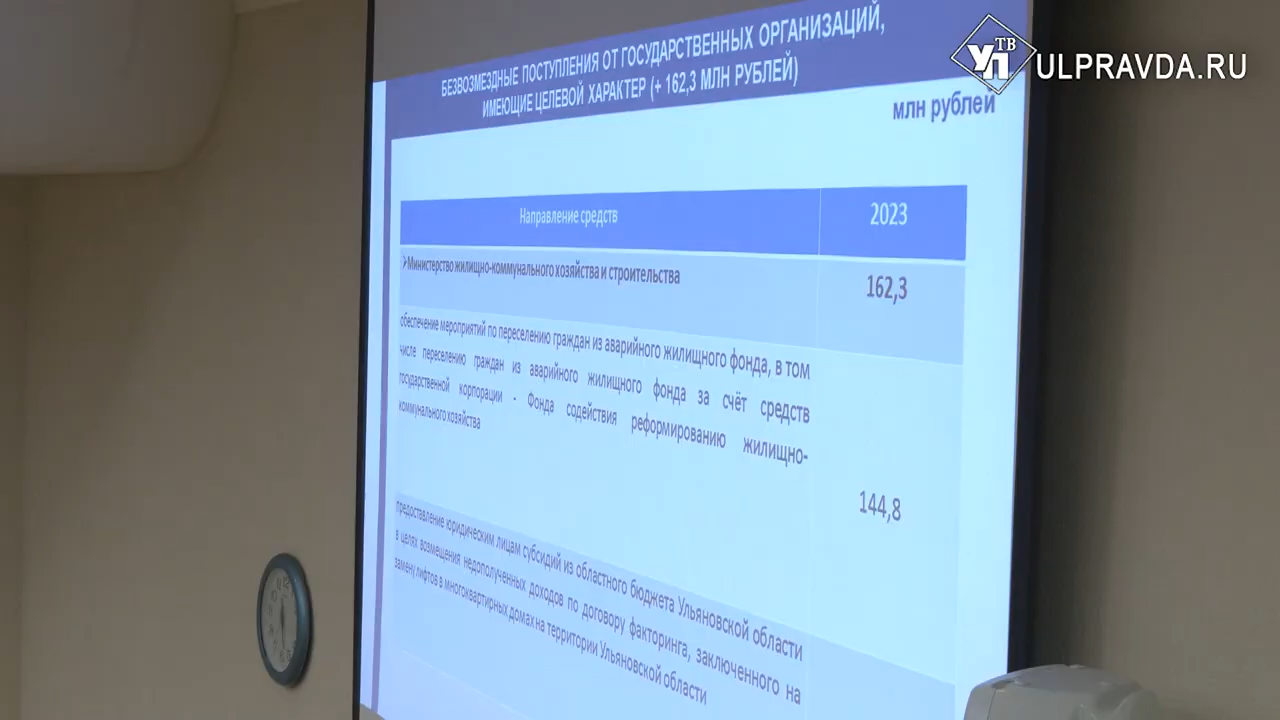 УП ТВ ULPRAVDA.RU
БЕЗВОЗМЕЗДНЫЕ ПОСТУПЛЕНИЯ ОТ ГОСУДАРСТВЕННЫХ ОРГАНИЗАЦИЙ,
ИМЕЮЩИЕ ЦЕЛЕВОЙ ХАРАКТЕР (+ 162,3 МЛН РУБЛЕЙ)
млн рублей
Направление средств 2023
➢Министерство жилищно-коммунального хозяйства и строительства 162,3
обеспечение мероприятий по переселению граждан из аварийного жилищного фонда, в том
числе переселению граждан из аварийного жилищного фонда за счёт средств
государственной корпорации - Фонда содействия реформированию жилищно-
коммунального хозяйства
144,8
предоставление юридическим лицам субсидий из областного бюджета Ульяновской области
в целях возмещения недополученных доходов по договору факторинга, заключенного на
замену лифтов в многоквартирных домах на территории Ульяновской области